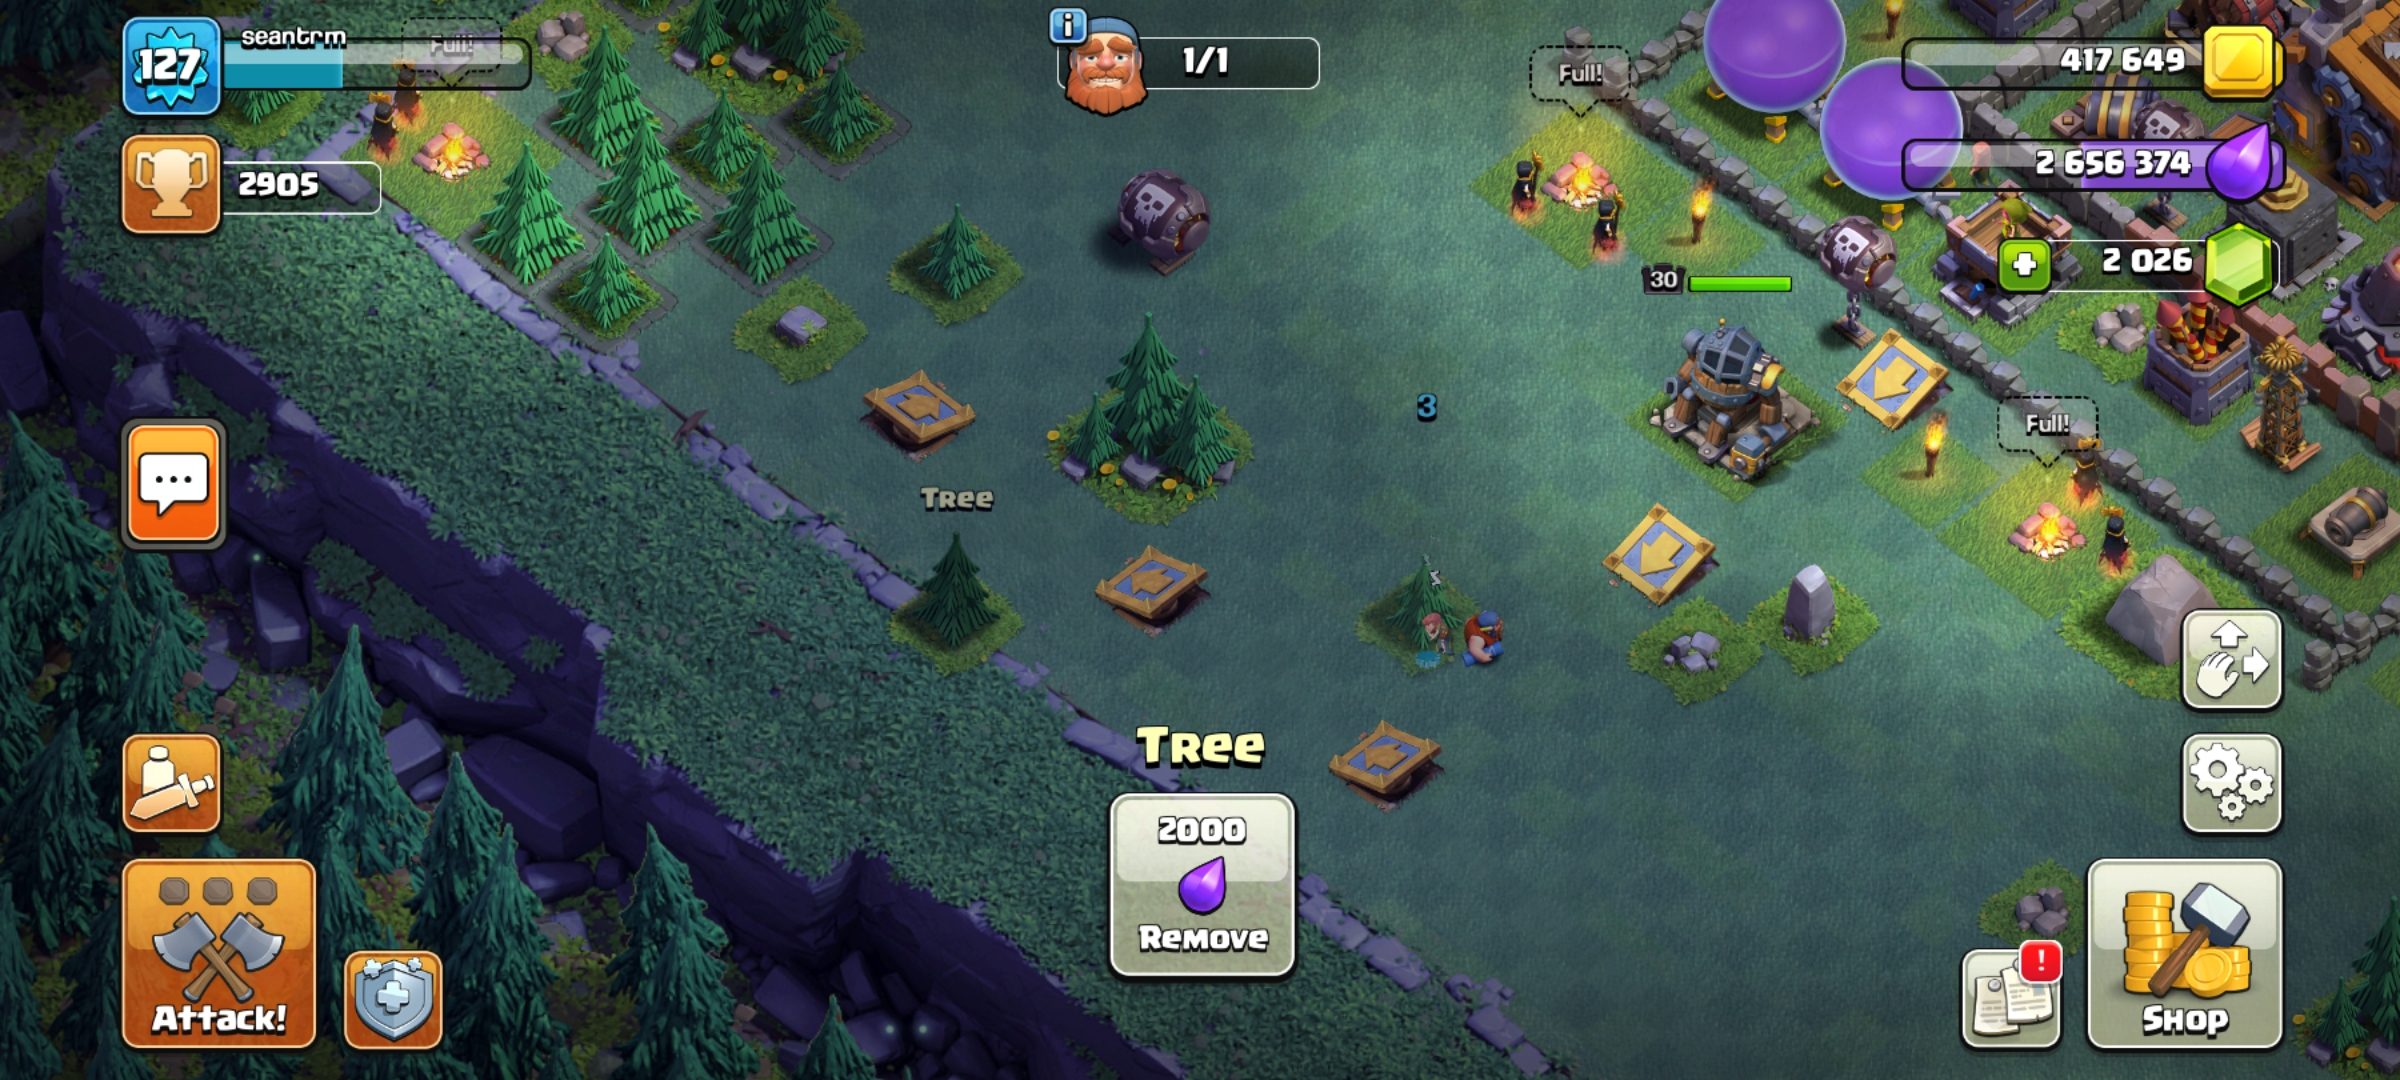 127
seantrm
Full!
i
1/1
Full!
417 649
2905
2 656 374
2 026
30
3
Full!
Tree
Tree
2000
Remove
Attack!
!
Shop